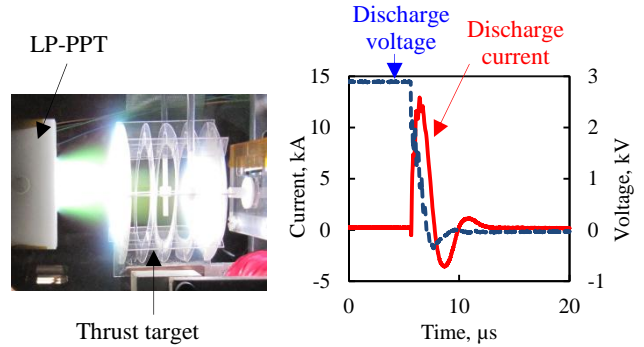 LP-PPT
Thrust target
Discharge
voltage
Discharge
current
15
10
5
0
-5
Current, kA
3
2
1
0
-1
Voltage, kV
0
10
20
Time, µs